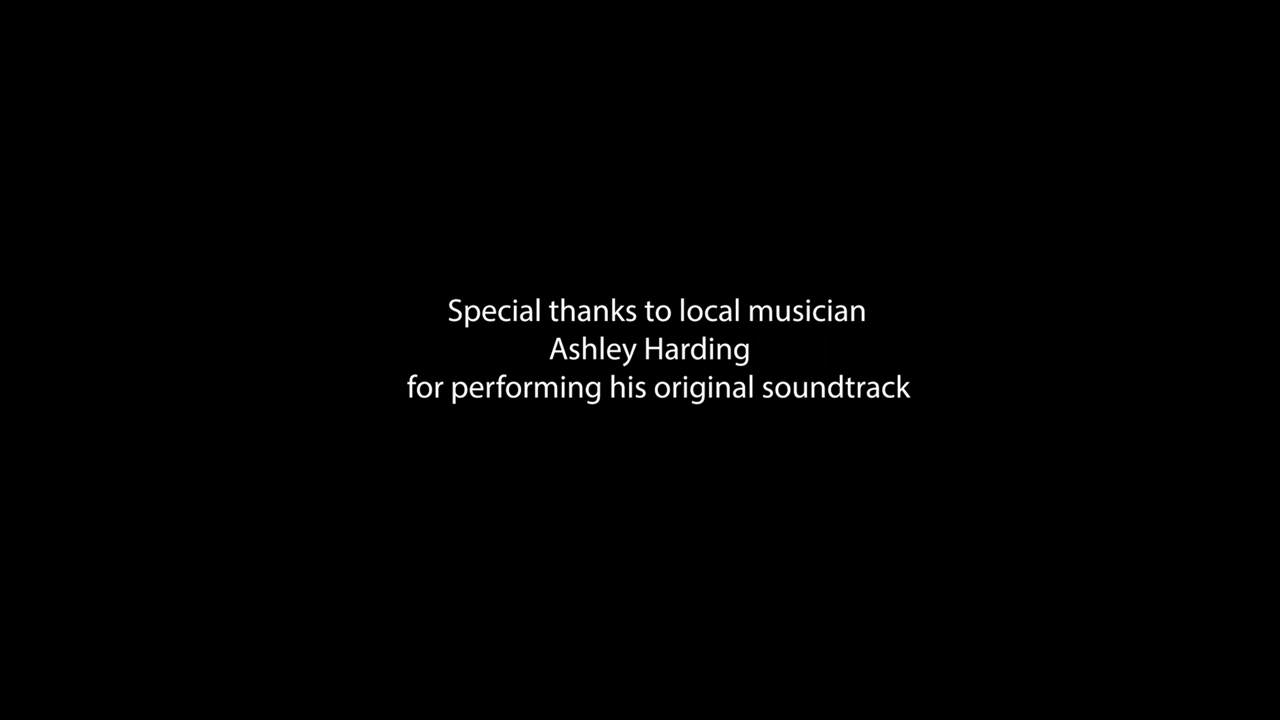 Special thanks to local musician
Ashley Harding
for performing his original soundtrack